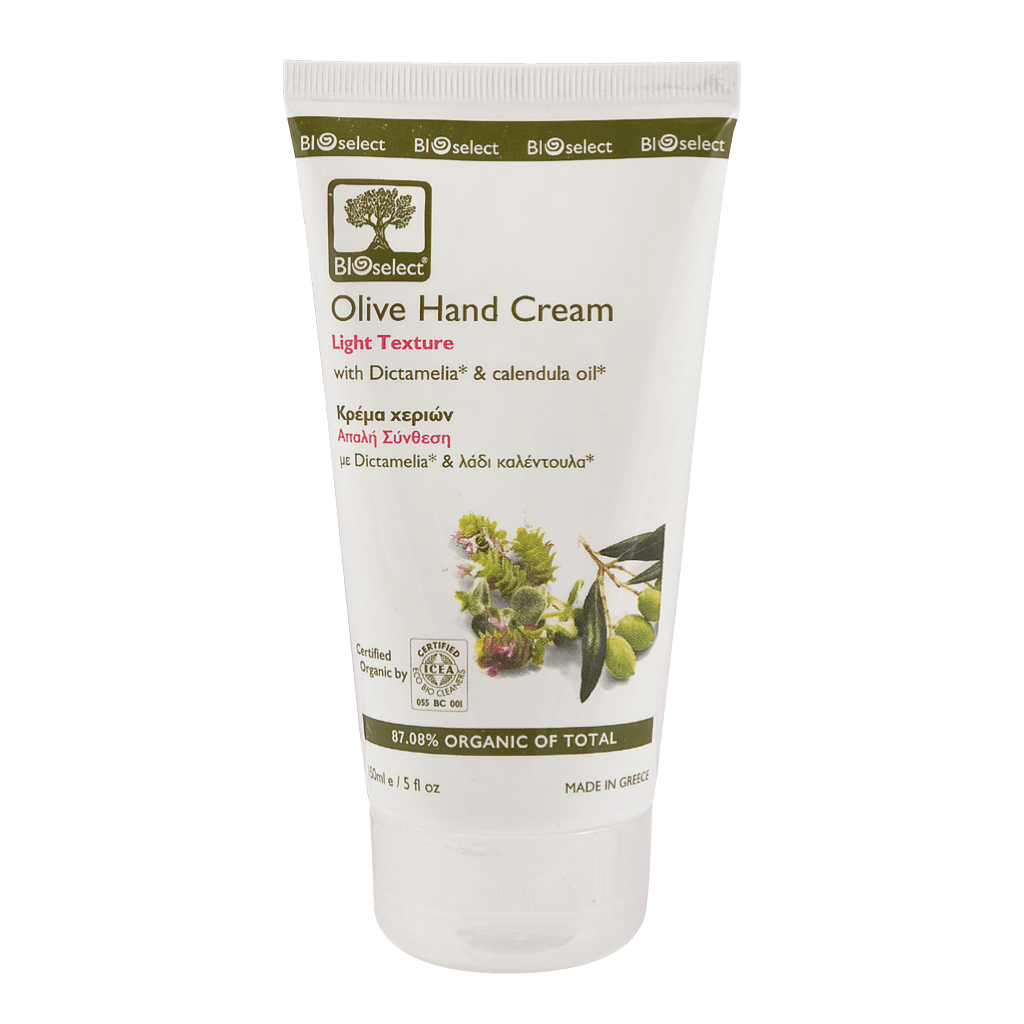 BIOselect BIOselect BIOselect BIOselect
BIOselect®
Olive Hand Cream
Light Texture
with Dictamelia* & calendula oil*
Κρέμα χεριών
Απαλή Σύνθεση
με Dictamelia* & λάδι καλέντουλα*
Certified
Organic by
CERTIFIED
ICEA
ECO BIO CLEANERS
055 BC 001
87.08% ORGANIC OF TOTAL
150ml e / 5 fl oz
MADE IN GREECE